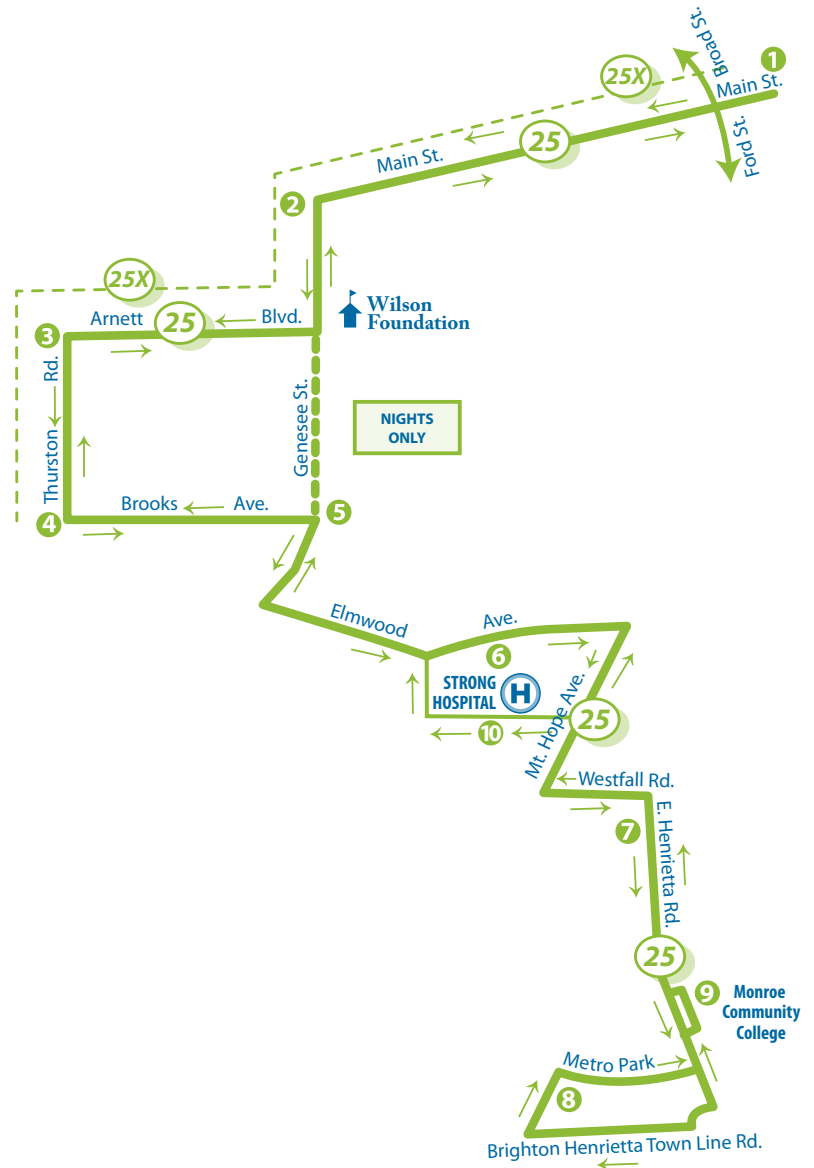 Broad St.
1
25X
Main St.
Ford St.
25
Main St.
2
25X
Wilson
Foundation
Arnett
25
Blvd.
3
Thurston Rd.
Genesee St.
NIGHTS
ONLY
Brooks Ave.
4
5
Elmwood Ave.
6
STRONG
HOSPITAL
H
Mt. Hope Ave.
25
10
Westfall Rd.
7
E. Henrietta Rd.
25
9
Monroe
Community
College
Metro Park
8
Brighton Henrietta Town Line Rd.